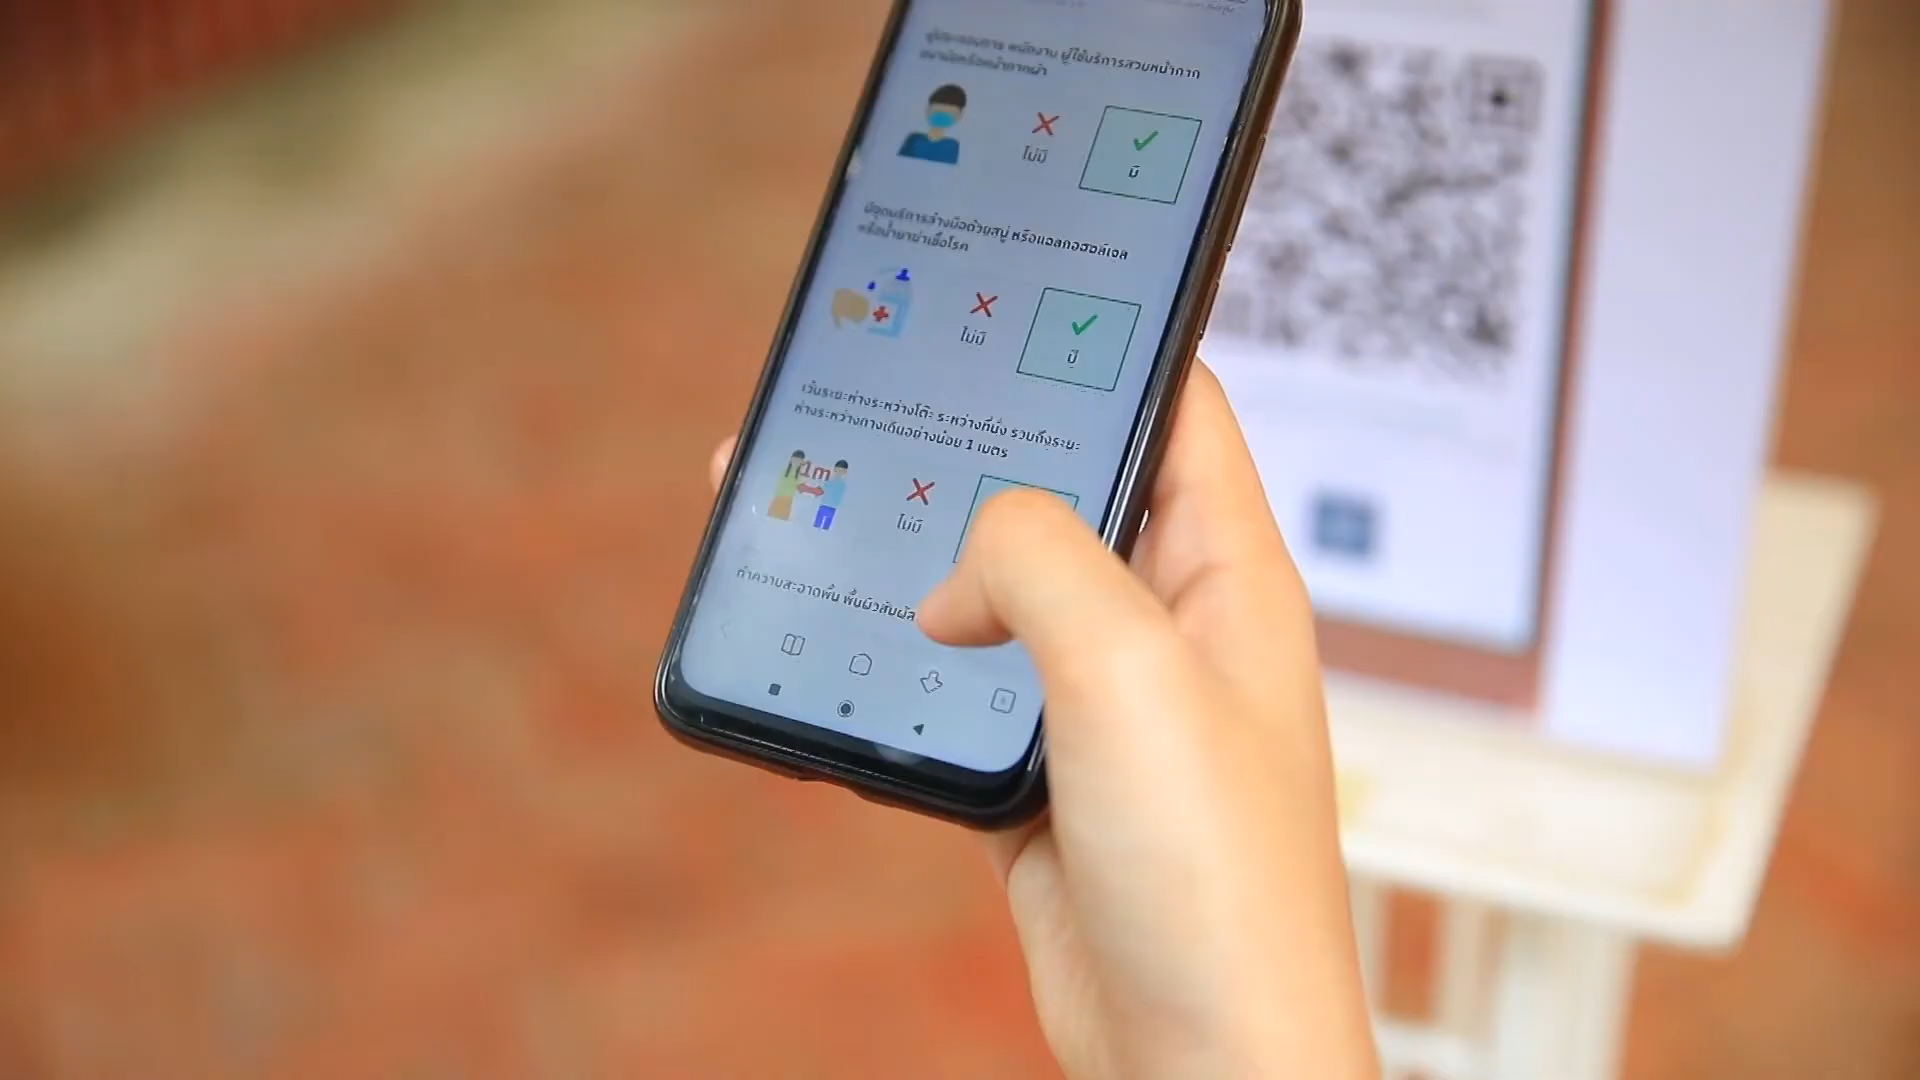 ผู้ประกอบการ พนักงาน ผู้ใช้บริการสวมหน้ากาก
อนามัยหรือหน้ากากผ้า
ไม่มี
มี
มีจุดบริการล้างมือด้วยสบู่ หรือแอลกอฮอล์เจล
หรือน้ำยาฆ่าเชื้อโรค
ไม่มี
มี
เว้นระยะห่างระหว่างโต๊ะ ระหว่างที่นั่ง รวมถึงระยะ
ห่างระหว่างทางเดินอย่างน้อย 1 เมตร
1m
ไม่มี
ทำความสะอาดพื้น พื้นผิวสัมผัส